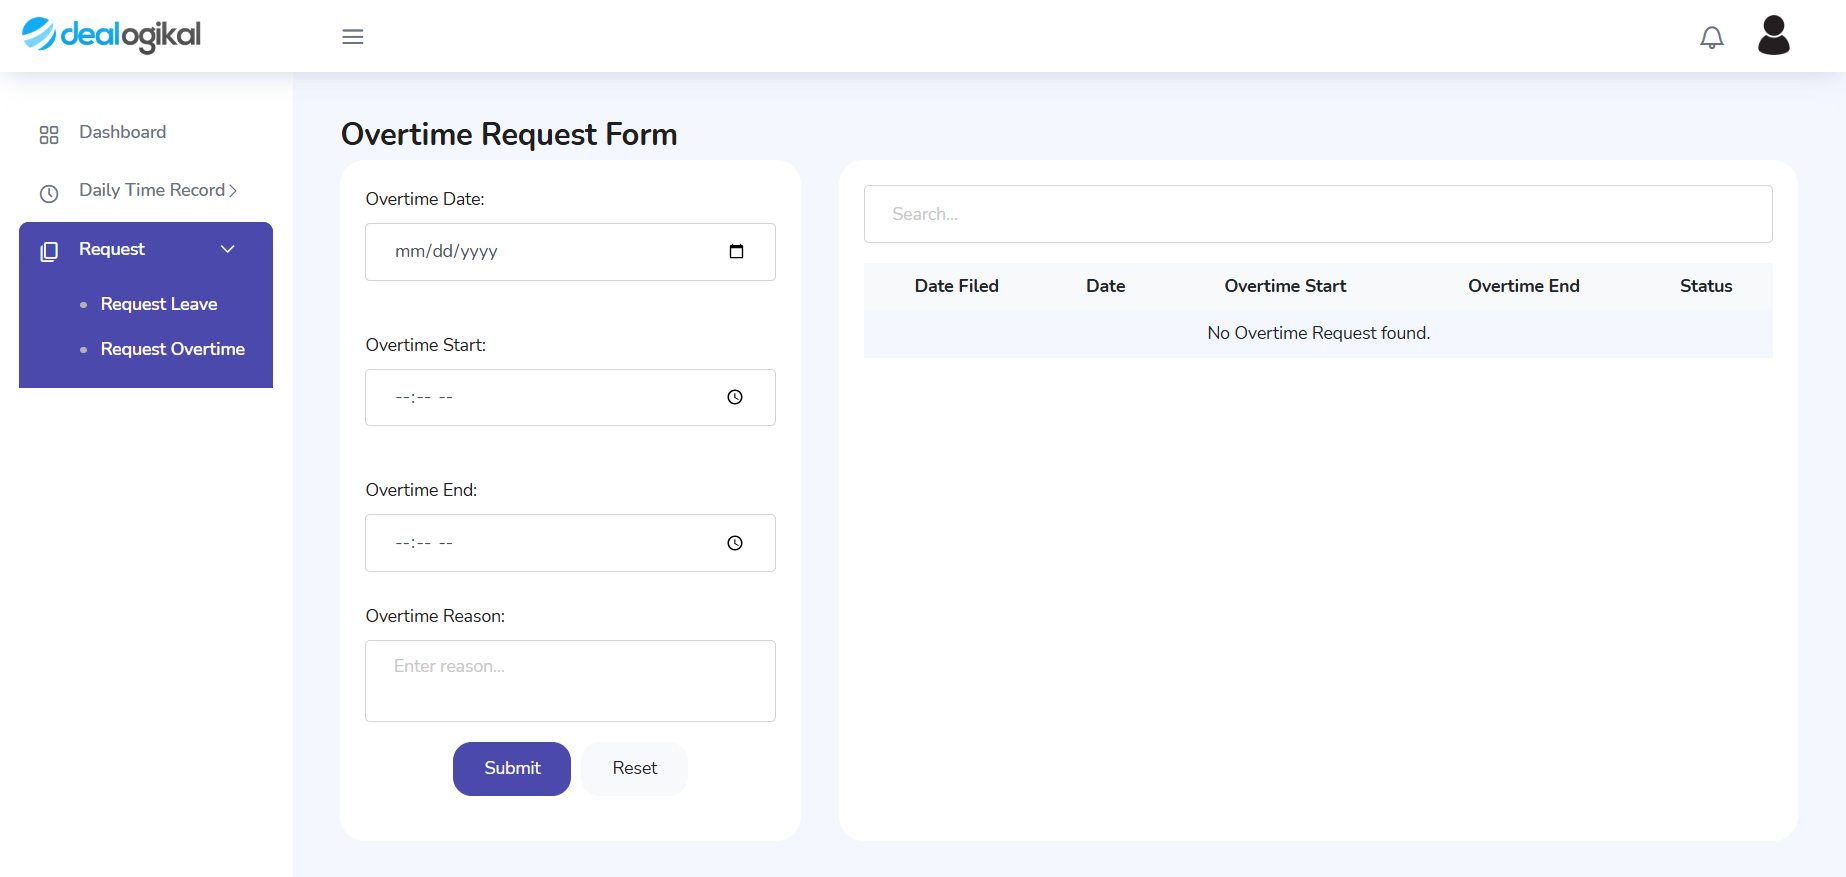 dealogikal
Dashboard
Daily Time Record
Request
Request Leave
Request Overtime
Overtime Request Form
Overtime Date:
mm/dd/yyyy
Overtime Start:
--:-- --
Overtime End:
--:-- --
Overtime Reason:
Enter reason...
Submit Reset
Search...
Date Filed Date Overtime Start Overtime End Status
No Overtime Request found.